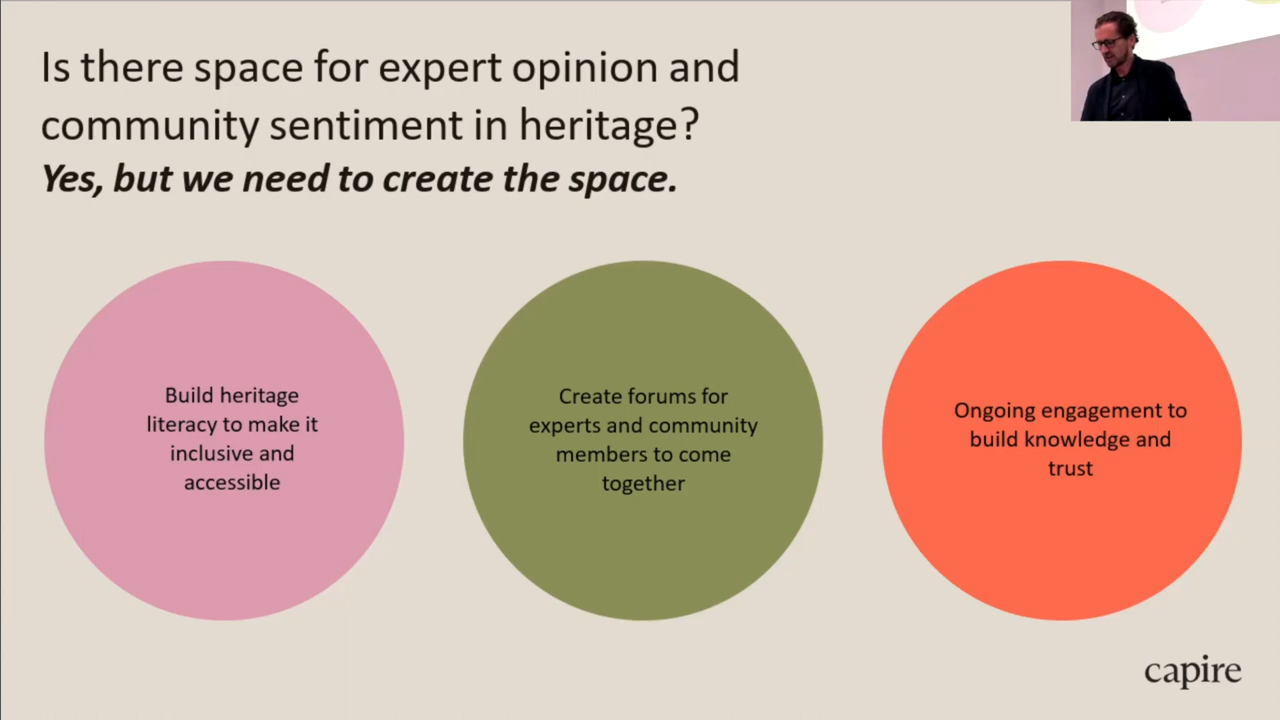 Is there space for expert opinion and
community sentiment in heritage?
Yes, but we need to create the space.
Build heritage
literacy to make it
inclusive and
accessible
Create forums for
experts and community
members to come
together
Ongoing engagement to
build knowledge and
trust
capire